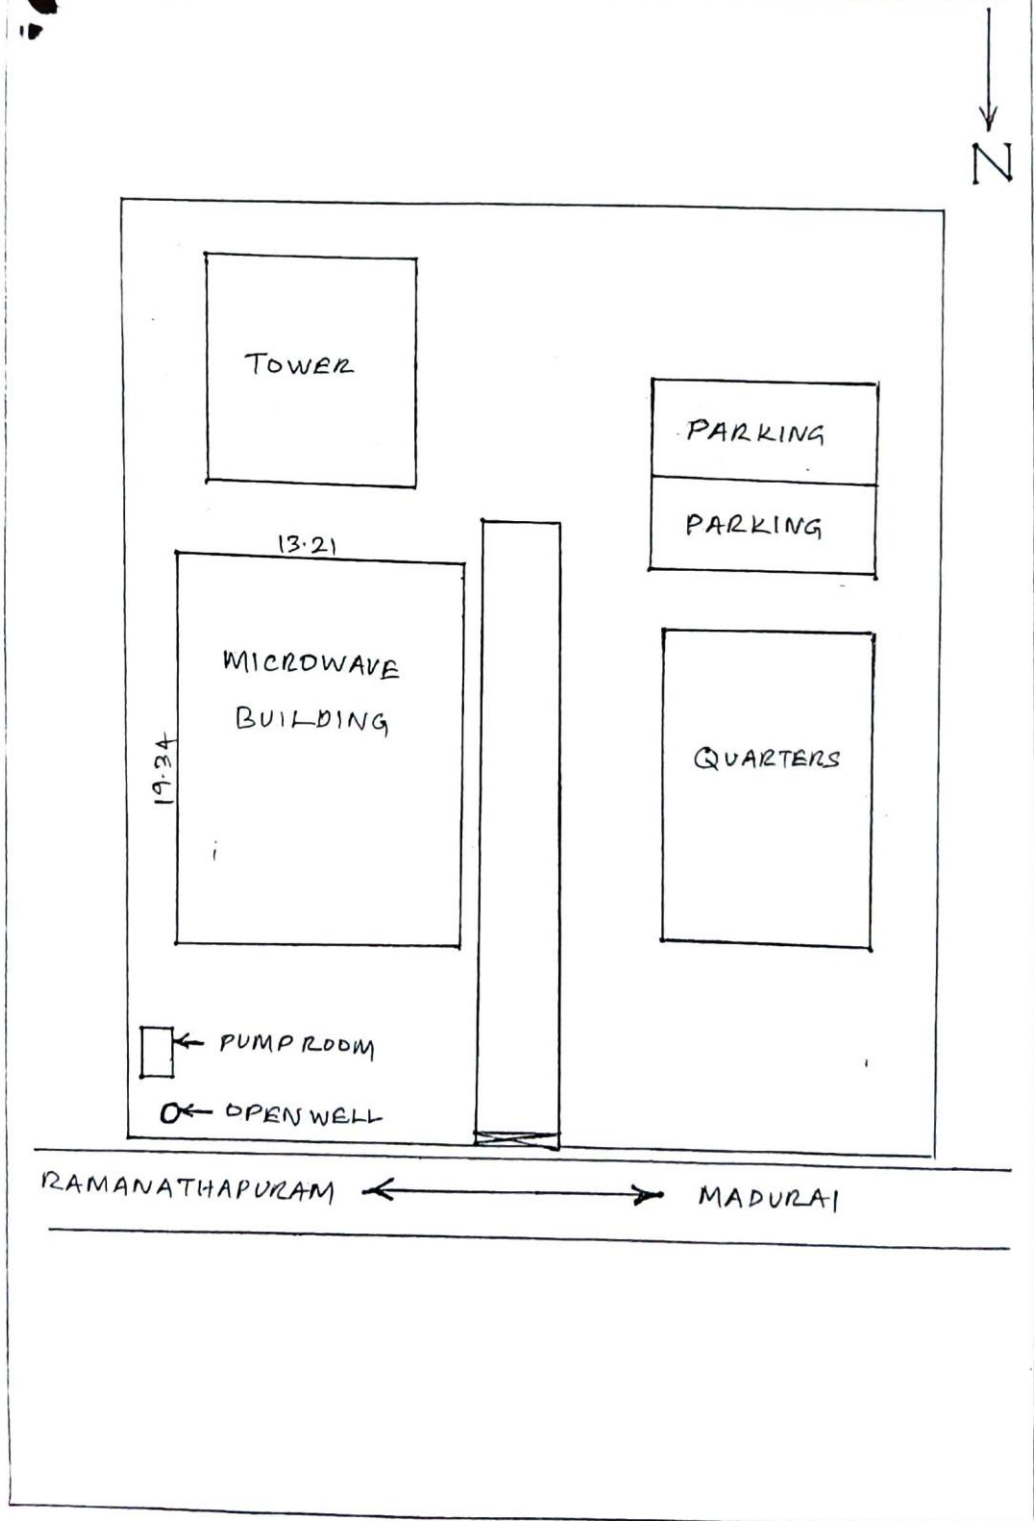 N
TOWER
PARKING
PARKING
13.21
MICROWAVE
BUILDING
19.34
QUARTERS
PUMP ROOM
OPEN WELL
RAMANATHAPURAM
MADURAI